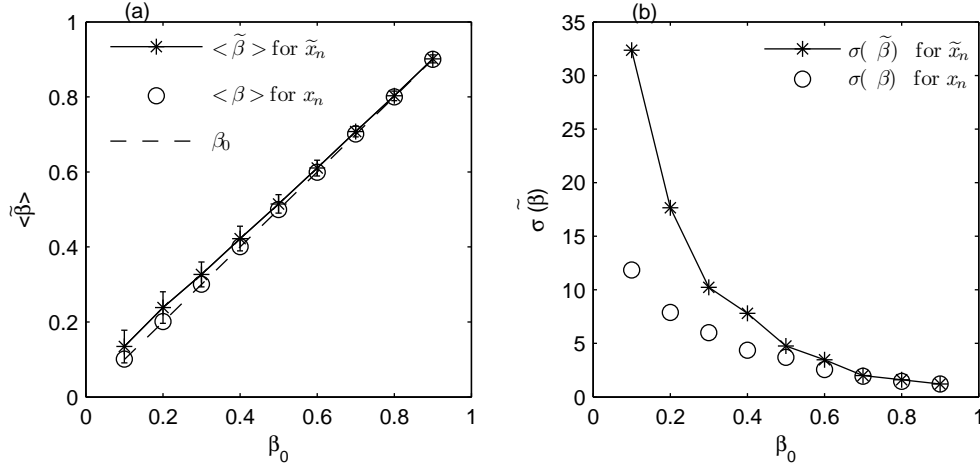 (a)
1
0.8
0.6
0.4
0.2
0
<β̃>
< β̃ > for x̃ₙ
< β > for xₙ
β₀
0 0.2 0.4 0.6 0.8 1
β₀
(b)
35
30
25
20
15
10
5
0
σ (β̃)
σ( β̃) for x̃ₙ
σ( β) for xₙ
0 0.2 0.4 0.6 0.8 1
β₀